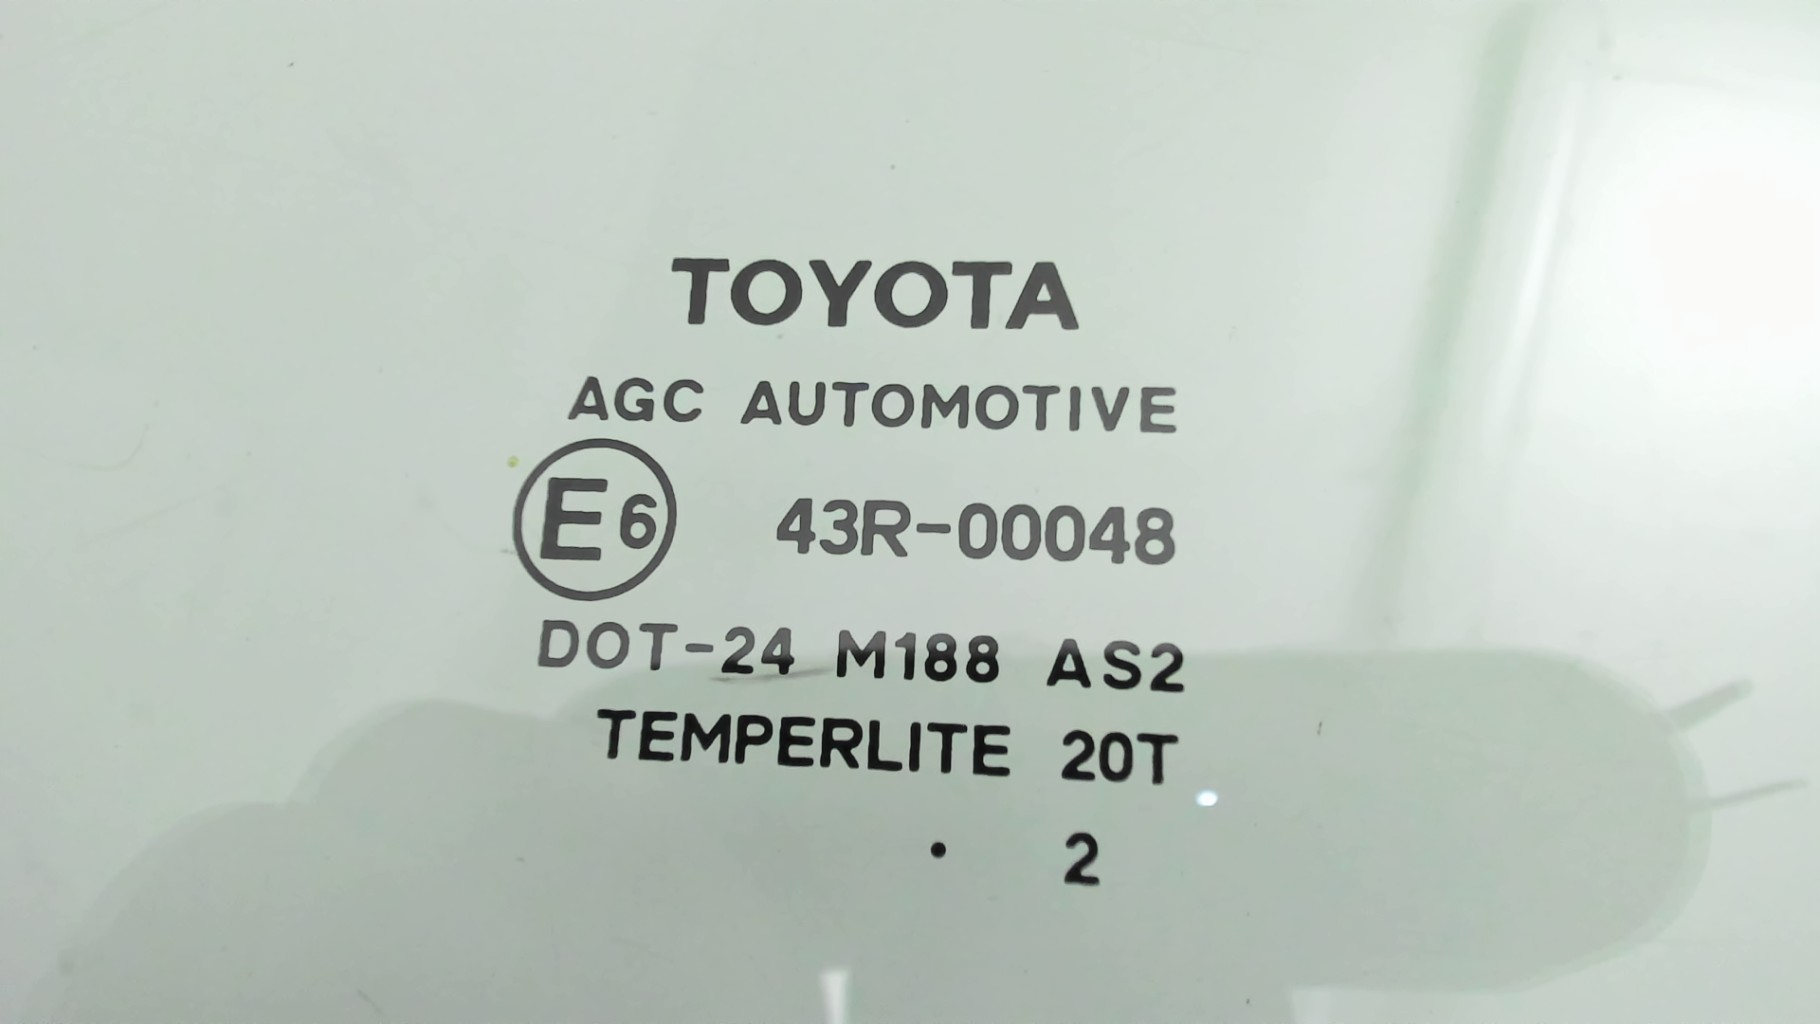 TOYOTA
AGC AUTOMOTIVE
E6 43R-00048
DOT-24 M188 AS2
TEMPERLITE 20T
. 2